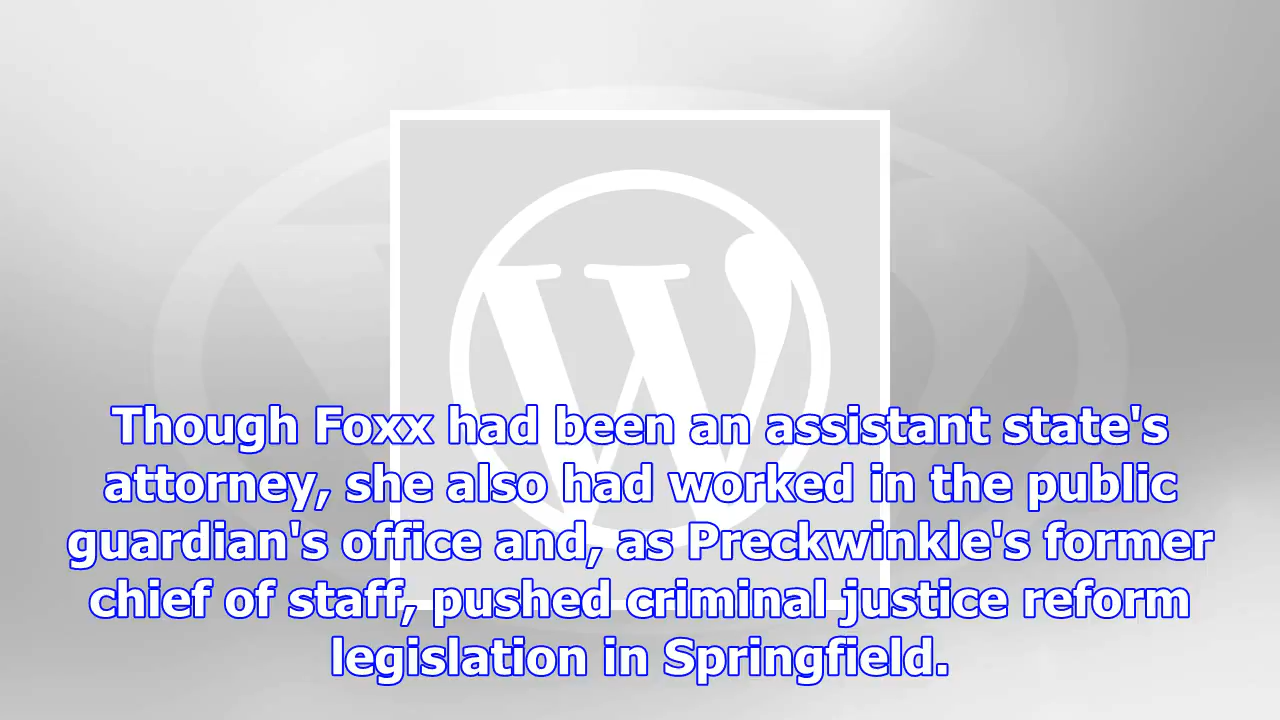 Though Foxx had been an assistant state's
attorney, she also had worked in the public
guardian's office and, as Preckwinkle's former
chief of staff, pushed criminal justice reform
legislation in Springfield.